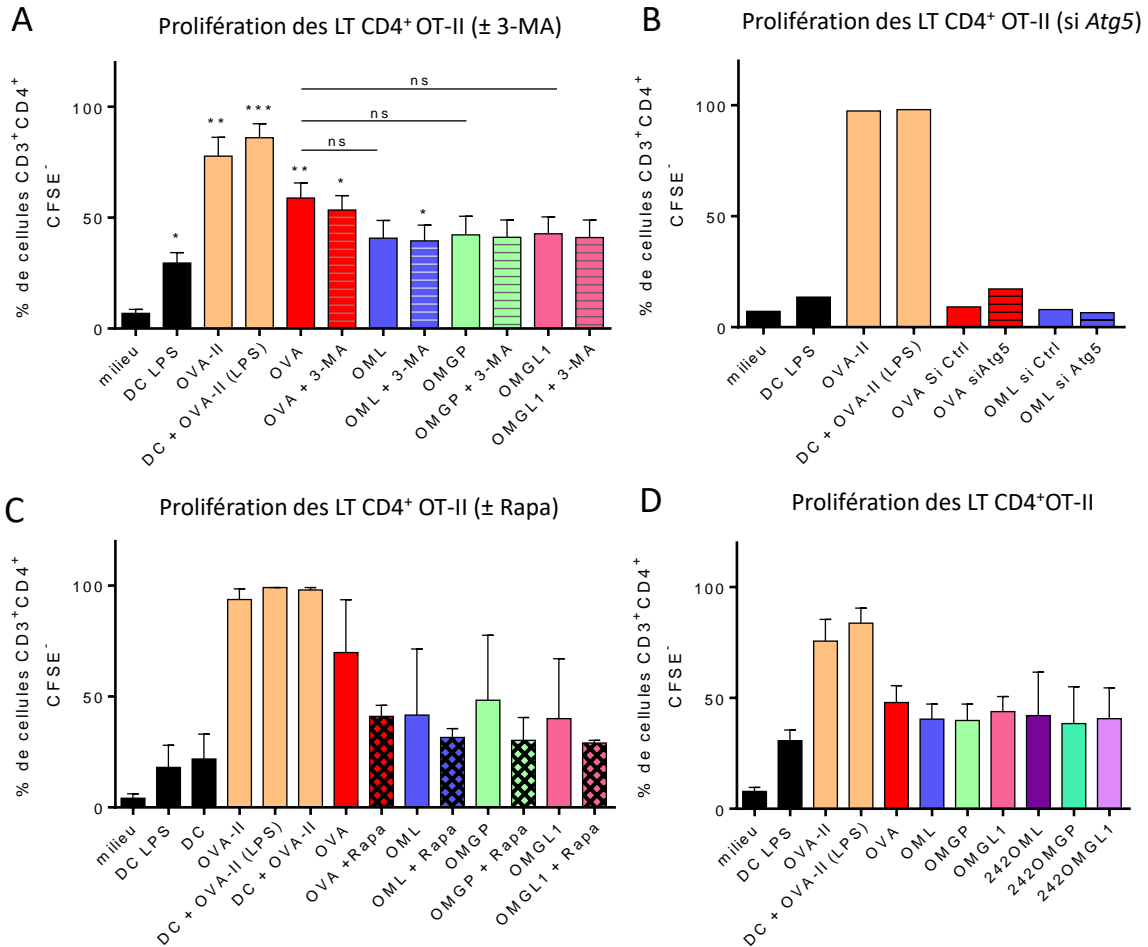 A
Prolifération des LT CD4⁺ OT-II (± 3-MA)
% de cellules CD3⁺CD4⁺
CFSE⁻
100
50
0
*
**
***
**
*
*
ns
ns
ns
milieu
DC LPS
OVA-II
DC + OVA-II (LPS)
OVA
OVA + 3-MA
OML
OML + 3-MA
OMGP
OMGP + 3-MA
OMGL1
OMGL1 + 3-MA
B
Prolifération des LT CD4⁺ OT-II (si Atg5)
% de cellules CD3⁺CD4⁺
CFSE⁻
100
50
0
milieu
DC LPS
OVA-II
DC + OVA-II (LPS)
OVA Si Ctrl
OVA siAtg5
OML si Ctrl
OML si Atg5
C
Prolifération des LT CD4⁺ OT-II (± Rapa)
% de cellules CD3⁺CD4⁺
CFSE⁻
100
50
0
milieu
DC LPS
DC
OVA-II
DC + OVA-II (LPS)
DC + OVA-II
OVA
OVA +Rapa
OML
OML + Rapa
OMGP
OMGP + Rapa
OMGL1
OMGL1 + Rapa
D
Prolifération des LT CD4⁺OT-II
% de cellules CD3⁺CD4⁺
CFSE⁻
100
50
0
milieu
DC LPS
OVA-II
DC + OVA-II (LPS)
OVA
OML
OMGP
OMGL1
242OML
242OMGP
242OMGL1